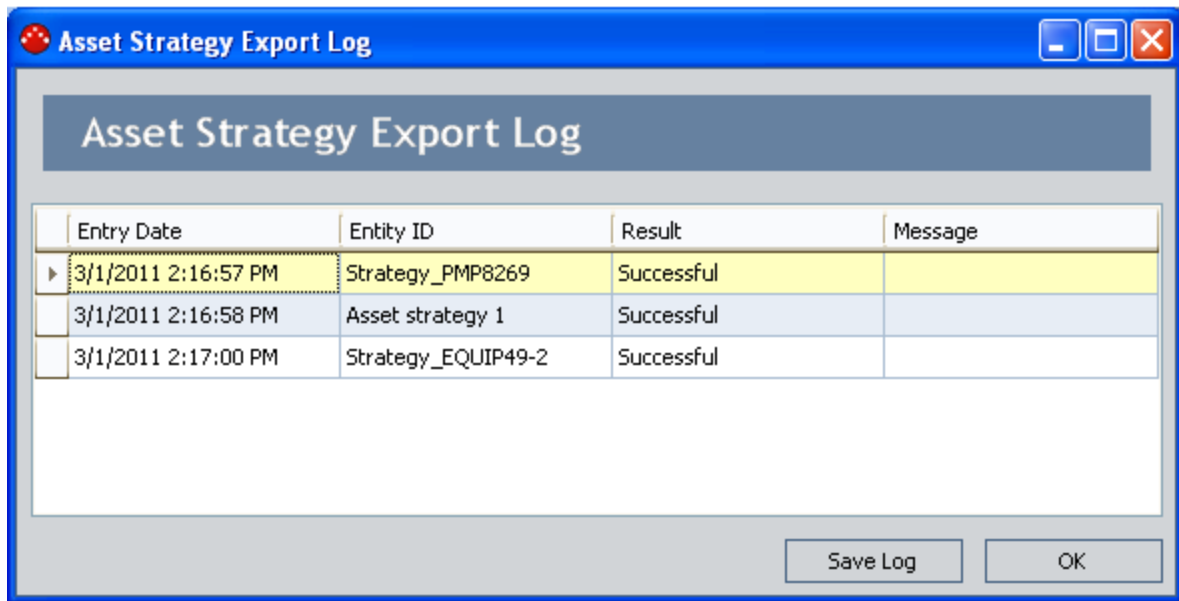 Asset Strategy Export Log
Asset Strategy Export Log
Entry Date Entity ID Result Message
3/1/2011 2:16:57 PM Strategy_PMP8269 Successful
3/1/2011 2:16:58 PM Asset strategy 1 Successful
3/1/2011 2:17:00 PM Strategy_EQUIP49-2 Successful
Save Log OK